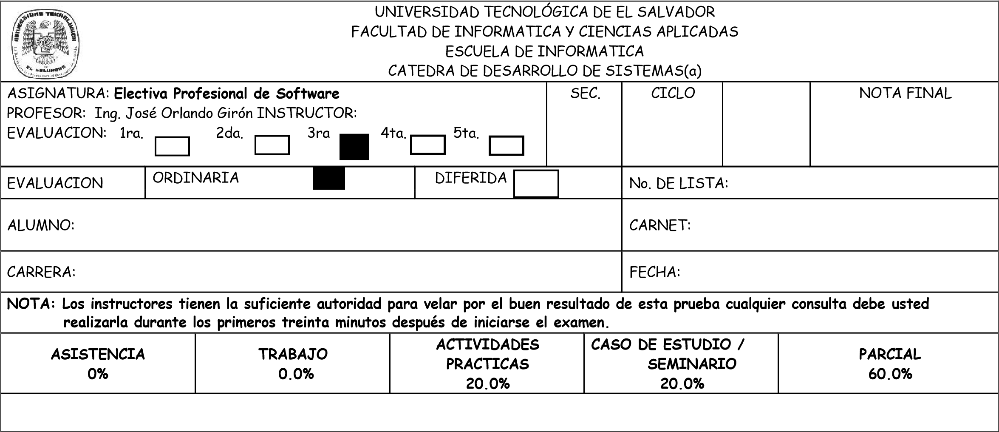 UNIVERSIDAD TECNOLÓGICA DE EL SALVADOR
FACULTAD DE INFORMATICA Y CIENCIAS APLICADAS
ESCUELA DE INFORMATICA
CATEDRA DE DESARROLLO DE SISTEMAS(a)
UNIVERSIDAD TECNOLOGICA
DE
EL SALVADOR
ASIGNATURA: Electiva Profesional de Software
PROFESOR: Ing. José Orlando Girón INSTRUCTOR:
EVALUACION: 1ra. 2da. 3ra 4ta. 5ta.
SEC.
CICLO
NOTA FINAL
EVALUACION
ORDINARIA
DIFERIDA
No. DE LISTA:
ALUMNO:
CARNET:
CARRERA:
FECHA:
NOTA: Los instructores tienen la suficiente autoridad para velar por el buen resultado de esta prueba cualquier consulta debe usted
realizarla durante los primeros treinta minutos después de iniciarse el examen.
ASISTENCIA
0%
TRABAJO
0.0%
ACTIVIDADES
PRACTICAS
20.0%
CASO DE ESTUDIO /
SEMINARIO
20.0%
PARCIAL
60.0%